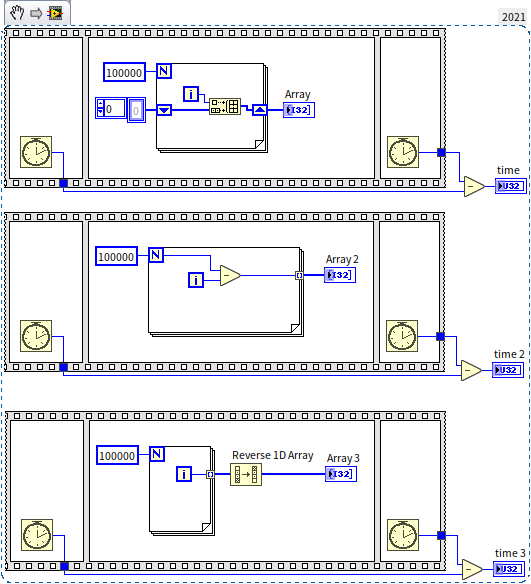 2021
100000
N
i
0
0
Array
I32
time
U32
100000
N
i
Array 2
I32
time 2
U32
100000
N
i
Reverse 1D Array
Array 3
I32
time 3
U32